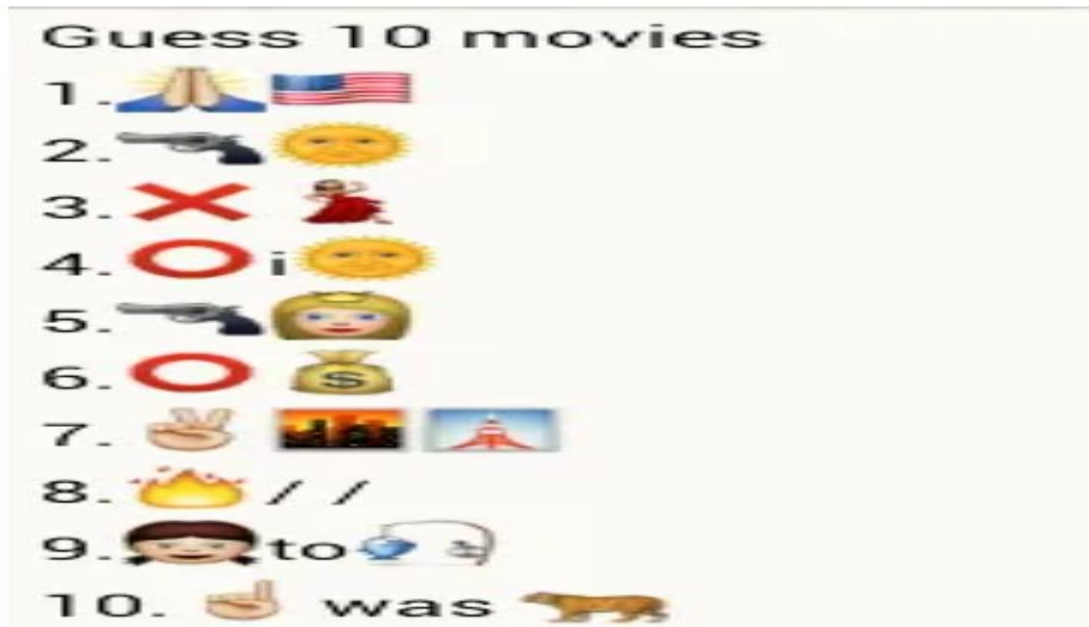 Guess 10 movies
1.🙏🇺🇸
2.🔫🌞
3.❌ 💃
4.⭕i🌞
5.🔫👸
6.⭕ 💰
7.✌ 🌇 🗼
8.🔥 / /
9.👧to🎣
10. ☝ was 🐅